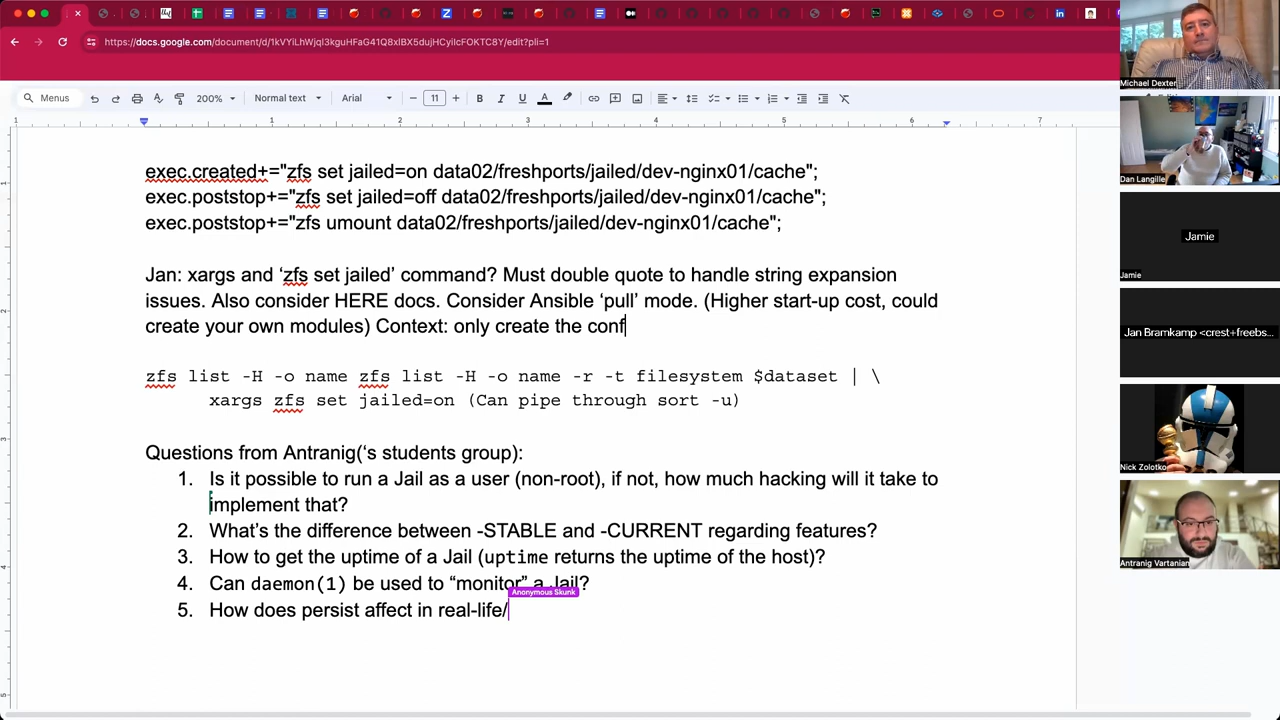 https://docs.google.com/document/d/1kVYiLhWjql3kguHFaG41Q8xlBX5dujHCyIcFOKTC8Y/edit?pli=1
Menus
200%
Normal text
Arial
11
1 1 2 3 4 5 6 7
exec.created+="zfs set jailed=on data02/freshports/jailed/dev-nginx01/cache";
exec.poststop+="zfs set jailed=off data02/freshports/jailed/dev-nginx01/cache";
exec.poststop+="zfs umount data02/freshports/jailed/dev-nginx01/cache";
Jan: xargs and ‘zfs set jailed’ command? Must double quote to handle string expansion
issues. Also consider HERE docs. Consider Ansible ‘pull’ mode. (Higher start-up cost, could
create your own modules) Context: only create the conf
zfs list -H -o name zfs list -H -o name -r -t filesystem $dataset | \
xargs zfs set jailed=on (Can pipe through sort -u)
Questions from Antranig(‘s students group):
1. Is it possible to run a Jail as a user (non-root), if not, how much hacking will it take to
implement that?
2. What’s the difference between -STABLE and -CURRENT regarding features?
3. How to get the uptime of a Jail (uptime returns the uptime of the host)?
4. Can daemon(1) be used to “monitor” a Jail?
Anonymous Skunk
5. How does persist affect in real-life/
Michael Dexter
Dan Langille
Jamie
Jamie
Jan Bramkamp <crest+freebs...
Nick Zolotko
Antranig Vartanian